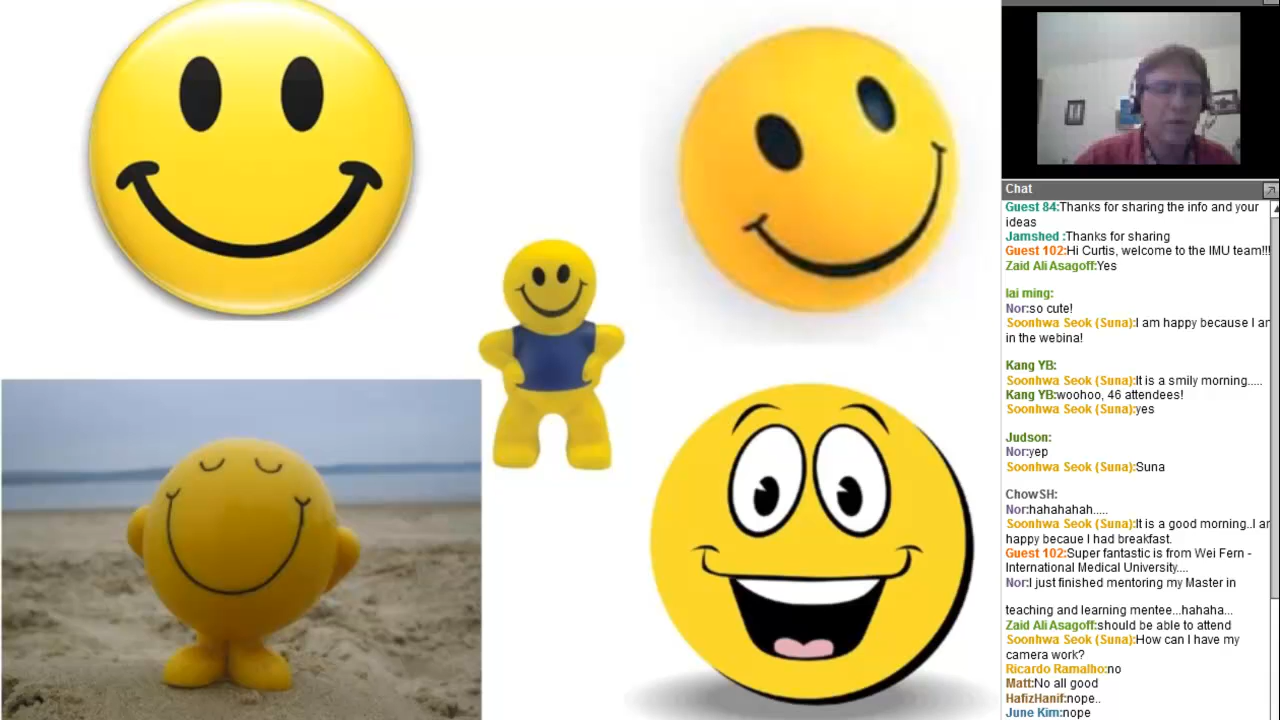 Chat
Guest 84:Thanks for sharing the info and your
ideas
Jamshed :Thanks for sharing
Guest 102:Hi Curtis, welcome to the IMU team!!!
Zaid Ali Asagoff:Yes
lai ming:
Nor:so cute!
Soonhwa Seok (Suna):I am happy because I am
in the webina!
Kang YB:
Soonhwa Seok (Suna):It is a smily morning.....
Kang YB:woohoo, 46 attendees!
Soonhwa Seok (Suna):yes
Judson:
Nor:yep
Soonhwa Seok (Suna):Suna
ChowSH:
Nor:hahahahah.....
Soonhwa Seok (Suna):It is a good morning..I am
happy becaue I had breakfast.
Guest 102:Super fantastic is from Wei Fern -
International Medical University....
Nor:I just finished mentoring my Master in
teaching and learning mentee...hahaha...
Zaid Ali Asagoff:should be able to attend
Soonhwa Seok (Suna):How can I have my
camera work?
Ricardo Ramalho:no
Matt:No all good
HafizHanif:nope..
June Kim:nope